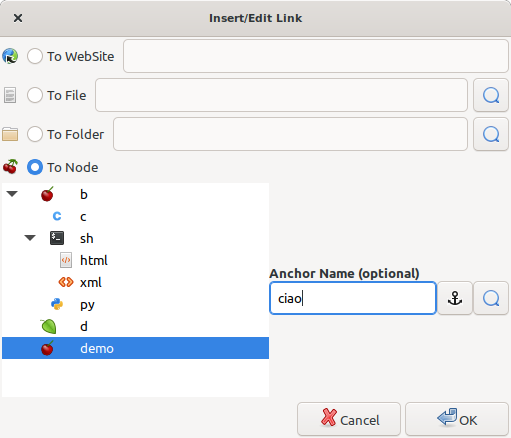 Insert/Edit Link
To WebSite
To File
To Folder
To Node
b
c
sh
html
xml
py
d
demo
Anchor Name (optional)
ciao
Cancel
OK